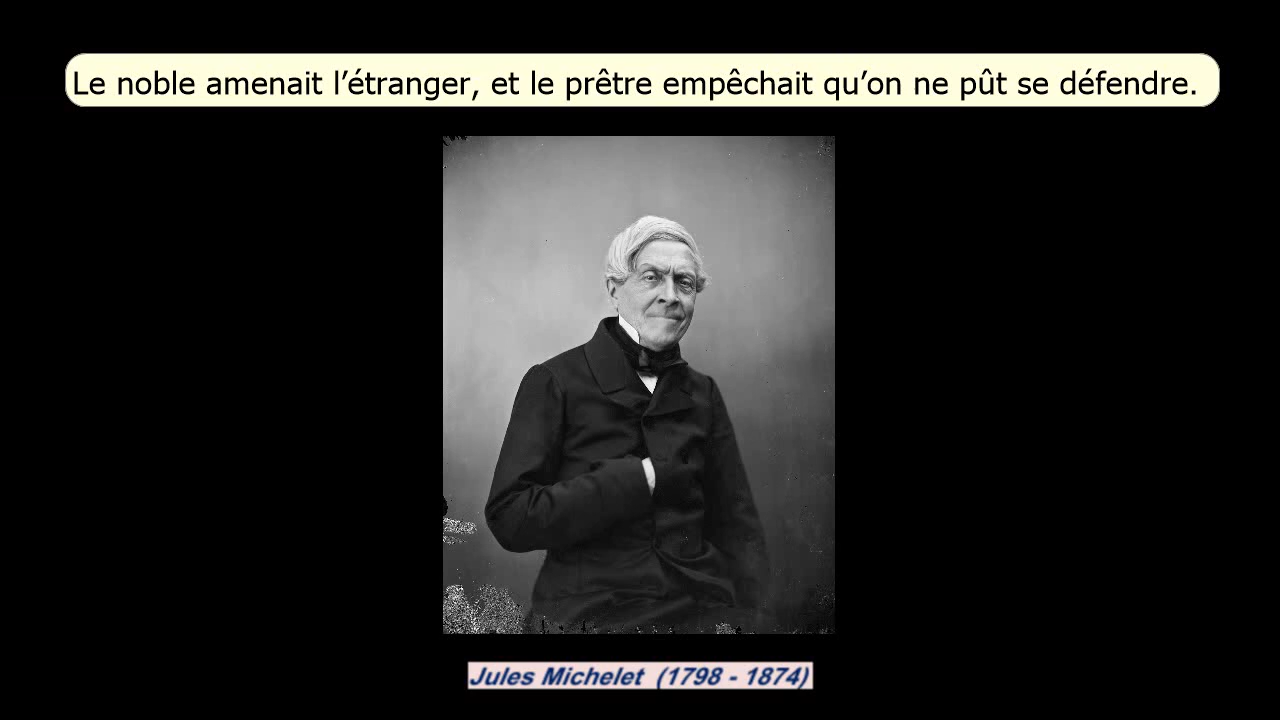 Le noble amenait l’étranger, et le prêtre empêchait qu’on ne pût se défendre.
Jules Michelet (1798 - 1874)